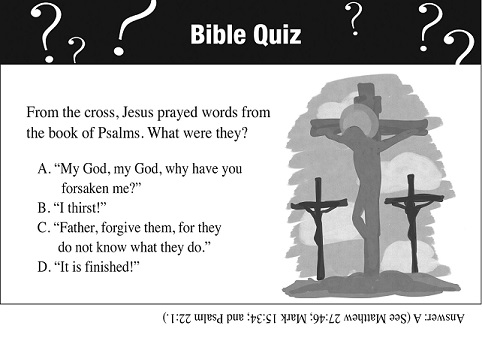 Bible Quiz
From the cross, Jesus prayed words from
the book of Psalms. What were they?
A. “My God, my God, why have you
forsaken me?”
B. “I thirst!”
C. “Father, forgive them, for they
do not know what they do.”
D. “It is finished!”
Answer: A (See Matthew 27:46; Mark 15:34; and Psalm 22:1.)